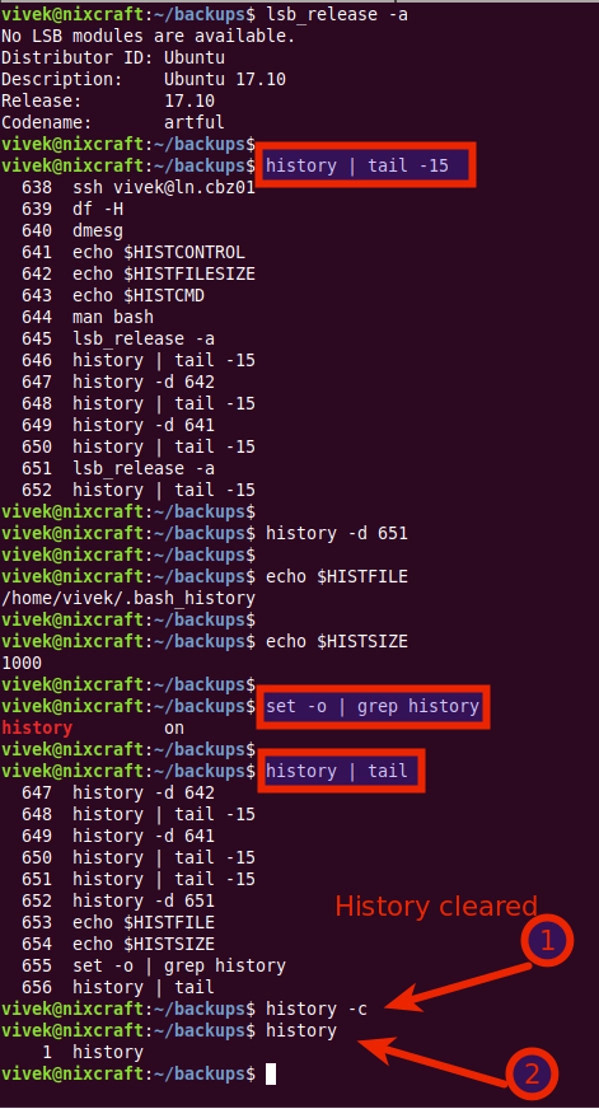 vivek@nixcraft:~/backups$ lsb_release -a
No LSB modules are available.
Distributor ID: Ubuntu
Description:    Ubuntu 17.10
Release:        17.10
Codename:       artful
vivek@nixcraft:~/backups$
vivek@nixcraft:~/backups$ history | tail -15
  638  ssh vivek@ln.cbz01
  639  df -H
  640  dmesg
  641  echo $HISTCONTROL
  642  echo $HISTFILESIZE
  643  echo $HISTCMD
  644  man bash
  645  lsb_release -a
  646  history | tail -15
  647  history -d 642
  648  history | tail -15
  649  history -d 641
  650  history | tail -15
  651  lsb_release -a
  652  history | tail -15
vivek@nixcraft:~/backups$
vivek@nixcraft:~/backups$ history -d 651
vivek@nixcraft:~/backups$
vivek@nixcraft:~/backups$ echo $HISTFILE
/home/vivek/.bash_history
vivek@nixcraft:~/backups$
vivek@nixcraft:~/backups$ echo $HISTSIZE
1000
vivek@nixcraft:~/backups$
vivek@nixcraft:~/backups$ set -o | grep history
history         on
vivek@nixcraft:~/backups$
vivek@nixcraft:~/backups$ history | tail
  647  history -d 642
  648  history | tail -15
  649  history -d 641
  650  history | tail -15
  651  history | tail -15
  652  history -d 651
  653  echo $HISTFILE
  654  echo $HISTSIZE
  655  set -o | grep history
  656  history | tail
History cleared
1
vivek@nixcraft:~/backups$ history -c
vivek@nixcraft:~/backups$ history
    1  history
vivek@nixcraft:~/backups$
2